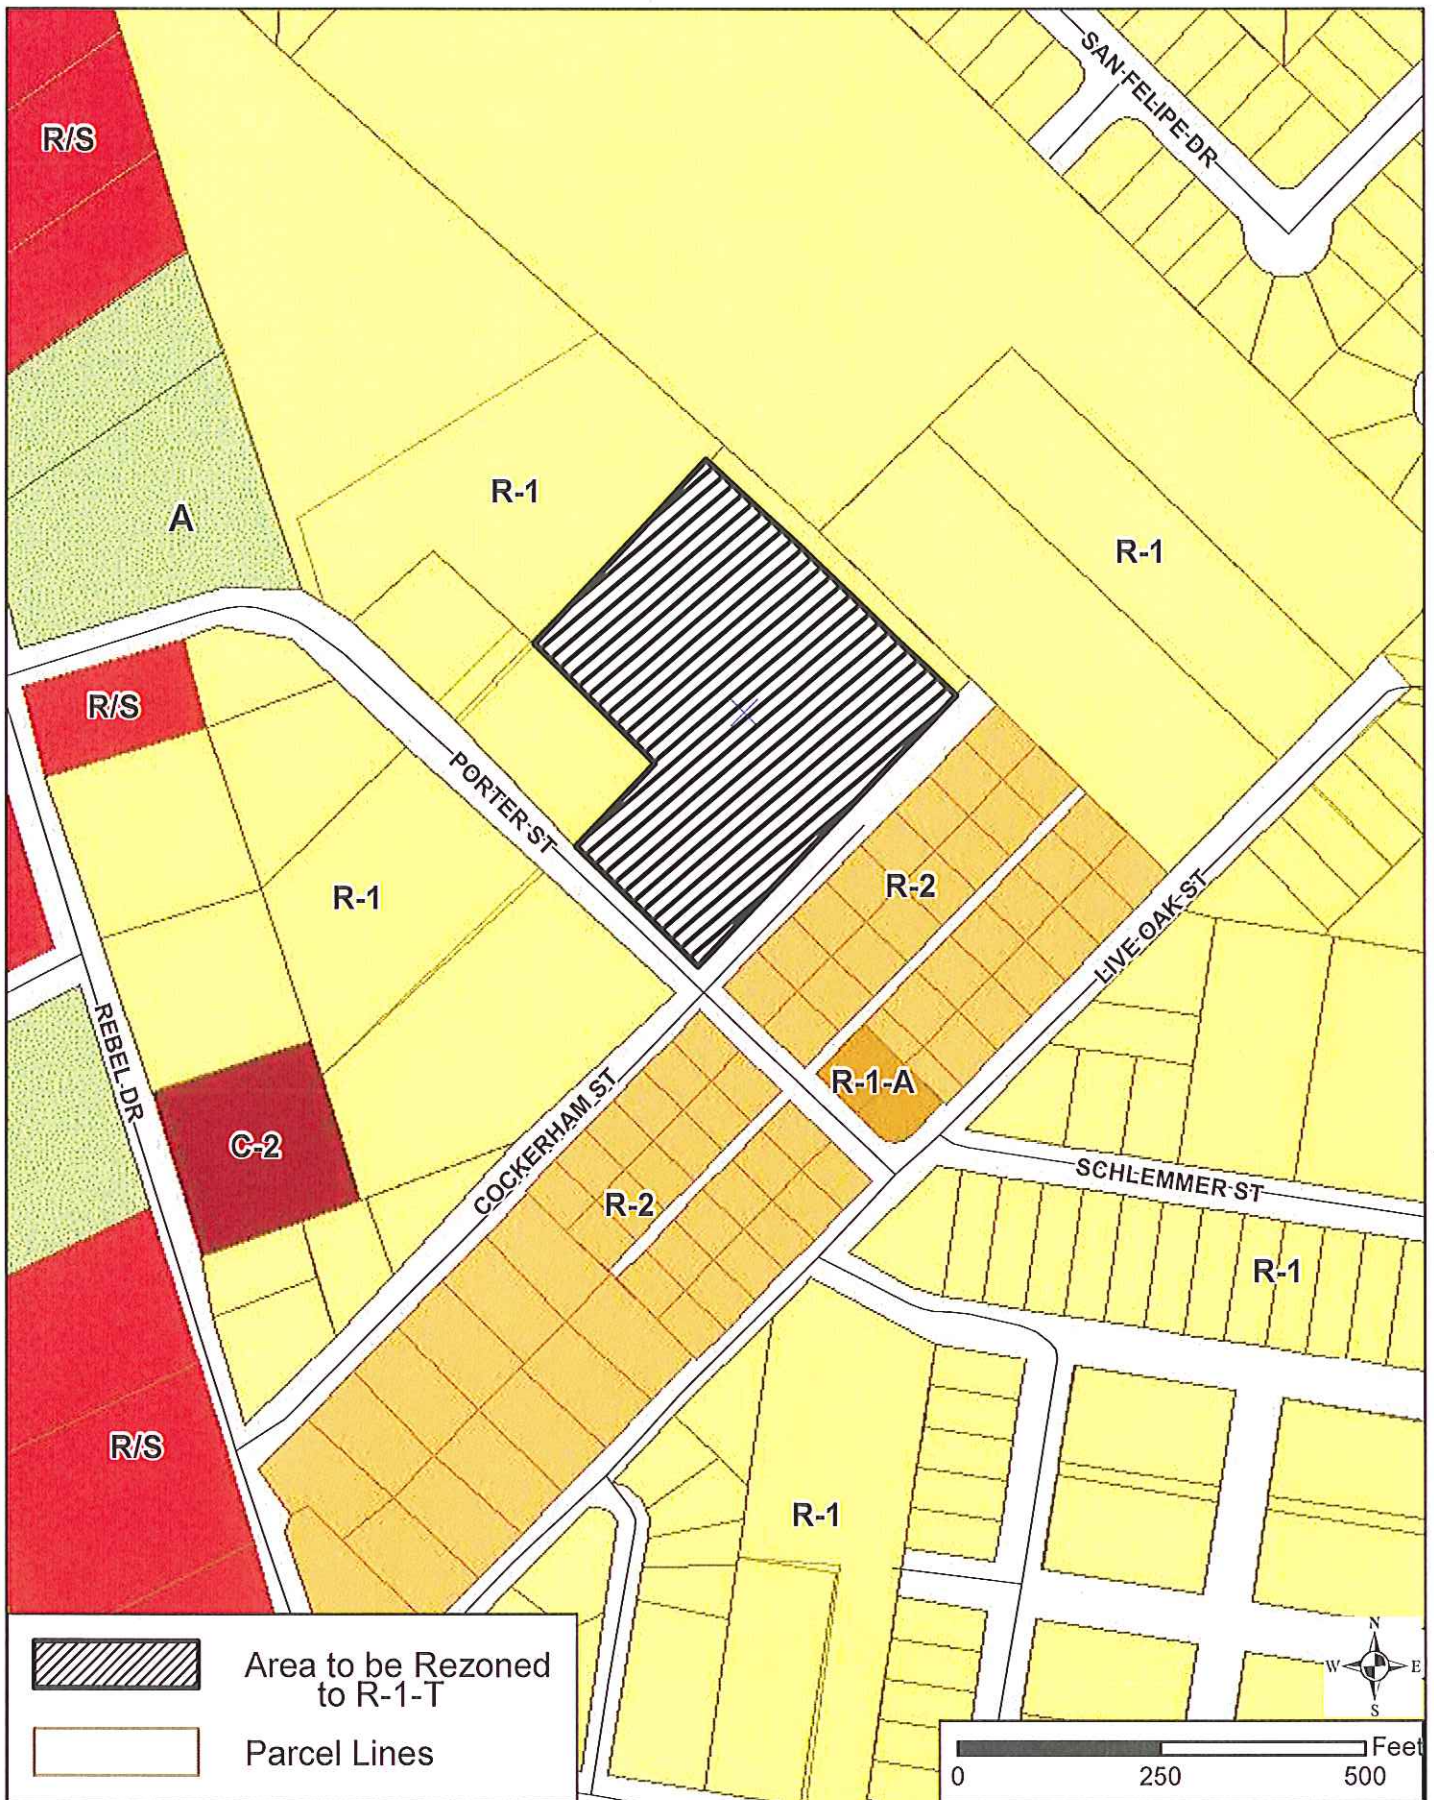 SAN FELIPE DR
R/S
R-1
A
R-1
R/S
PORTER ST
R-2
R-1
LIVE OAK ST
REBEL DR
R-1-A
COCKERHAM ST
C-2
SCHLEMMER ST
R-2
R-1
R/S
R-1
Area to be Rezoned
to R-1-T
Parcel Lines
N
W E
S
Feet
0 250 500